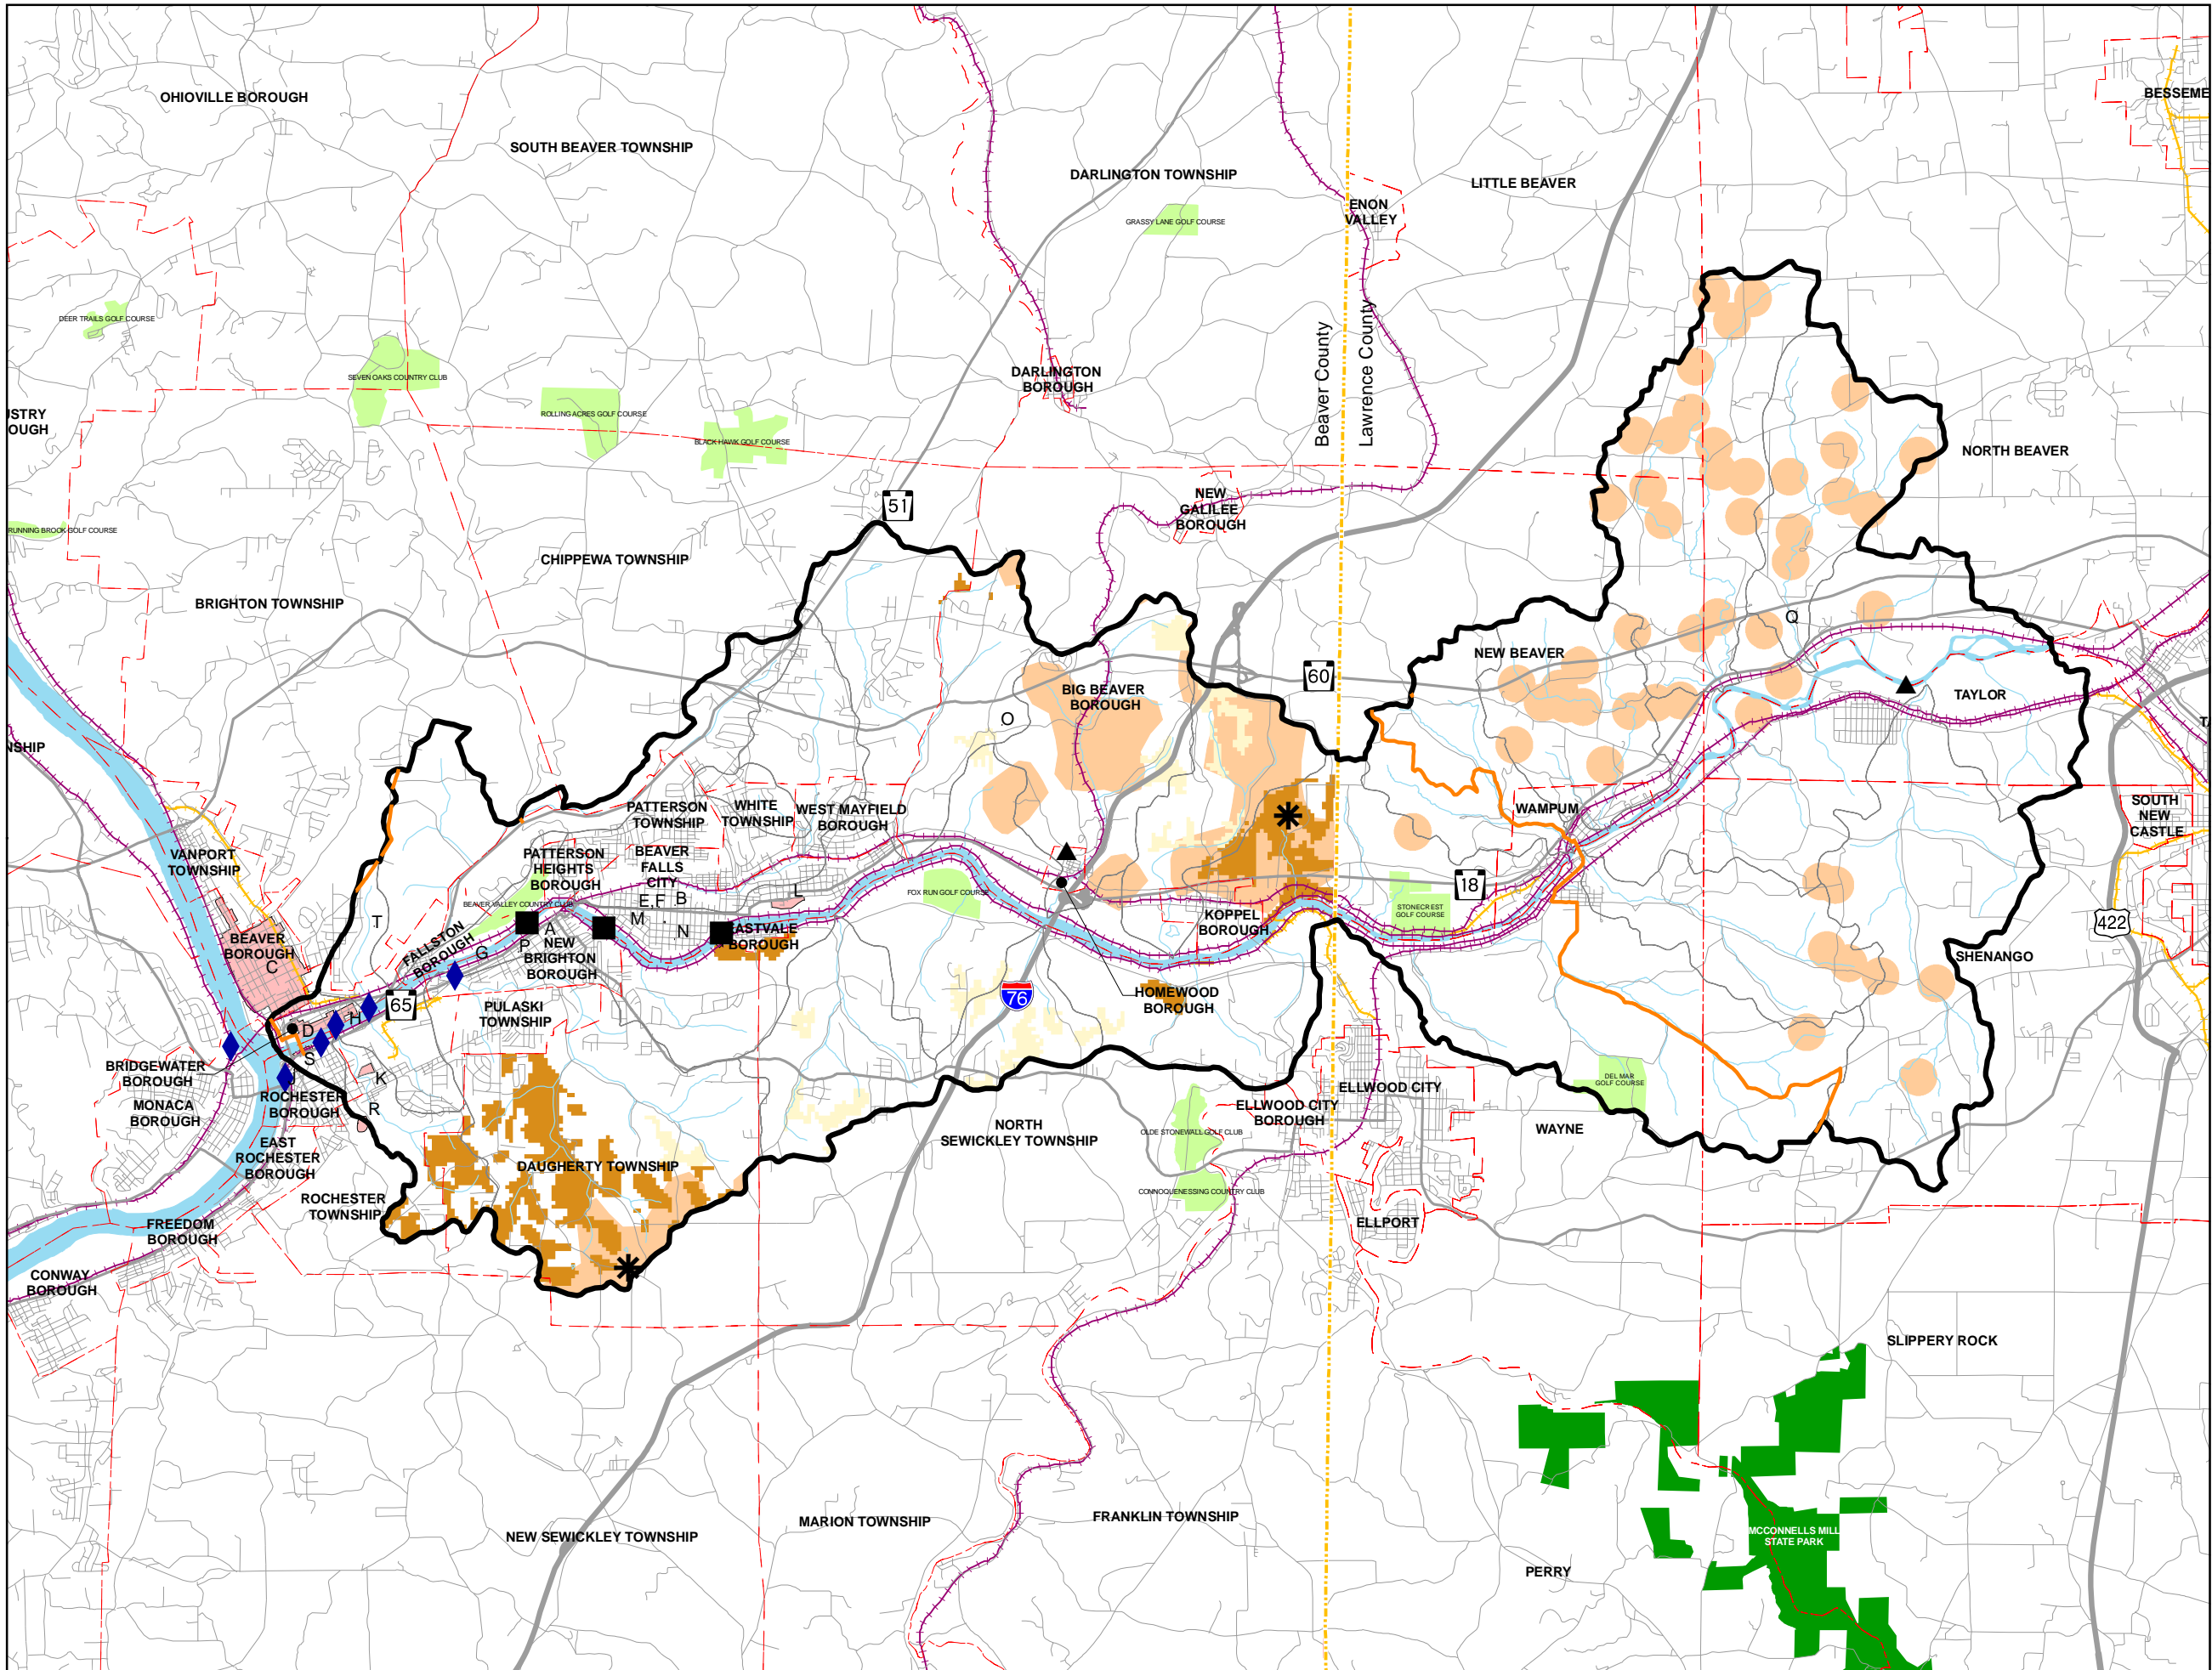 OHIOVILLE BOROUGH
SOUTH BEAVER TOWNSHIP
DARLINGTON TOWNSHIP
GRASSY LANE GOLF COURSE
LITTLE BEAVER
ENON
VALLEY
DEER TRAILS GOLF COURSE
SEVEN OAKS COUNTRY CLUB
ROLLING ACRES GOLF COURSE
BLACK HAWK GOLF COURSE
DARLINGTON
BOROUGH
Beaver County
Lawrence County
NORTH BEAVER
RUNNING BROOK GOLF COURSE
51
NEW
GALILEE
BOROUGH
CHIPPEWA TOWNSHIP
BRIGHTON TOWNSHIP
NEW BEAVER
Q
60
BIG BEAVER
BOROUGH
O
TAYLOR
PATTERSON
TOWNSHIP
WHITE
TOWNSHIP
WEST MAYFIELD
BOROUGH
WAMPUM
SOUTH
NEW
CASTLE
VANPORT
TOWNSHIP
PATTERSON
HEIGHTS
BOROUGH
BEAVER
FALLS
CITY
E,F
B
L
M
N
FOX RUN GOLF COURSE
18
STONECREST
GOLF COURSE
BEAVER VALLEY COUNTRY CLUB
T
A
P
G
EASTVALE
BOROUGH
KOPPEL
BOROUGH
422
BEAVER
BOROUGH
C
FALLSTON
BOROUGH
NEW
BRIGHTON
BOROUGH
SHENANGO
65
H
D
S
PULASKI
TOWNSHIP
76
HOMEWOOD
BOROUGH
BRIDGEWATER
BOROUGH
K
R
MONACA
BOROUGH
ROCHESTER
BOROUGH
DEL MAR
GOLF COURSE
ELLWOOD CITY
ELLWOOD CITY
BOROUGH
NORTH
SEWICKLEY TOWNSHIP
OLDE STONEWALL GOLF CLUB
WAYNE
EAST
ROCHESTER
BOROUGH
DAUGHERTY TOWNSHIP
CONNOQUENESSING COUNTRY CLUB
ROCHESTER
TOWNSHIP
FREEDOM
BOROUGH
ELLPORT
CONWAY
BOROUGH
SLIPPERY ROCK
MARION TOWNSHIP
FRANKLIN TOWNSHIP
NEW SEWICKLEY TOWNSHIP
MCCONNELLS MILL
STATE PARK
PERRY